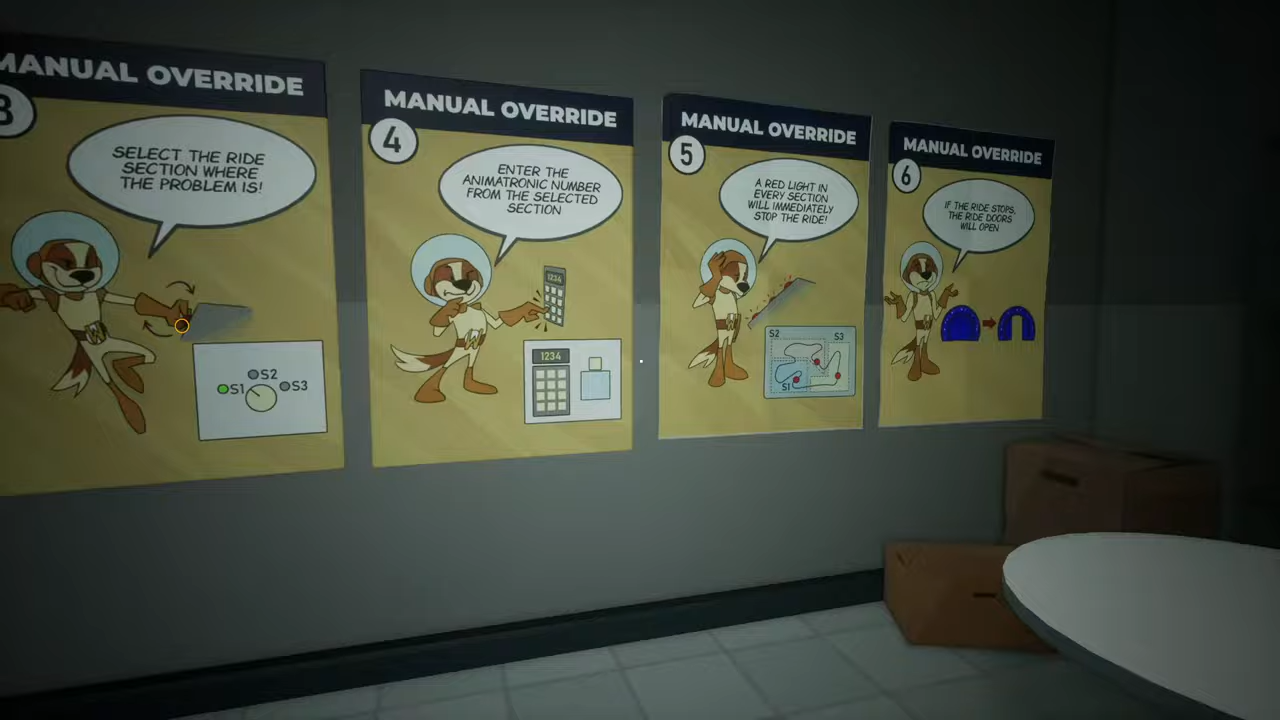 MANUAL OVERRIDE
3
SELECT THE RIDE
SECTION WHERE
THE PROBLEM IS!
S2
S1
S3
MANUAL OVERRIDE
4
ENTER THE
ANIMATRONIC NUMBER
FROM THE SELECTED
SECTION
1234
1234
MANUAL OVERRIDE
5
A RED LIGHT IN
EVERY SECTION
WILL IMMEDIATELY
STOP THE RIDE!
S2
S3
S1
MANUAL OVERRIDE
6
IF THE RIDE STOPS,
THE RIDE DOORS
WILL OPEN